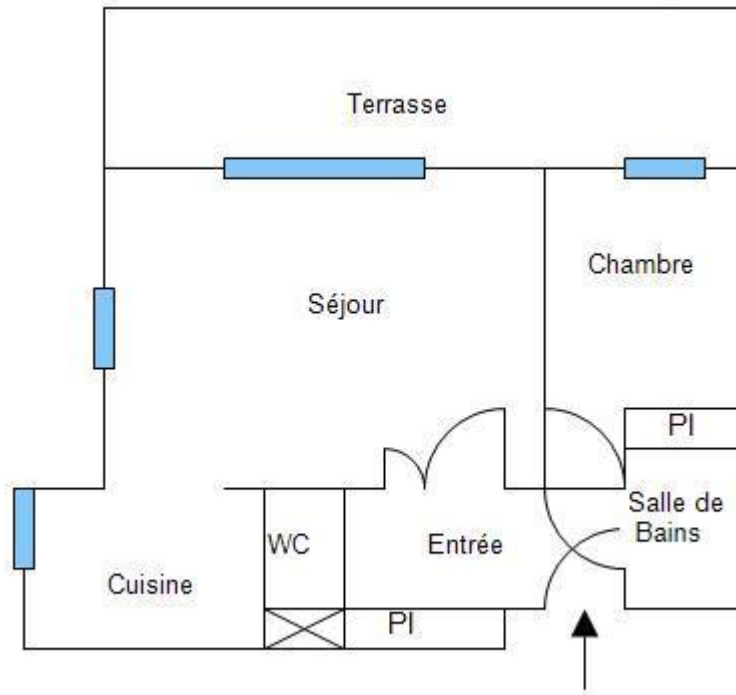 Terrasse
Chambre
Séjour
Pl
Salle de
Bains
WC
Entrée
Cuisine
Pl